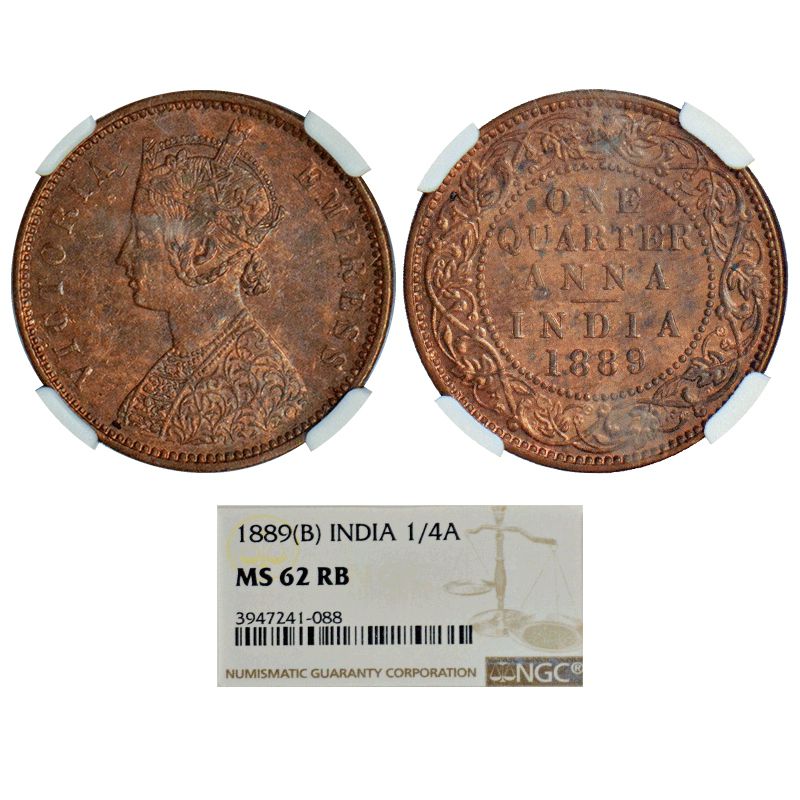 VICTORIA EMPRESS
ONE
QUARTER
ANNA
INDIA
1889
1889(B) INDIA 1/4A
MS 62 RB
3947241-088
NUMISMATIC GUARANTY CORPORATION NGC®